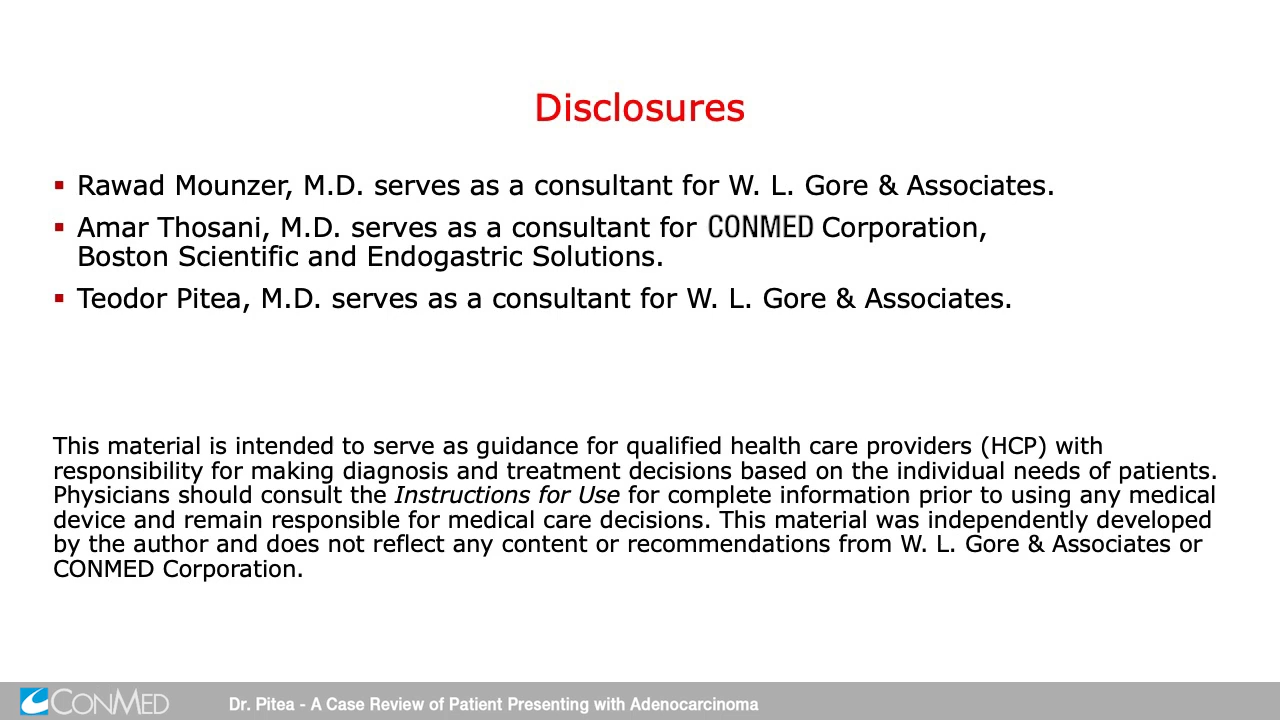 Disclosures
▪ Rawad Mounzer, M.D. serves as a consultant for W. L. Gore & Associates.
▪ Amar Thosani, M.D. serves as a consultant for CONMED Corporation,
Boston Scientific and Endogastric Solutions.
▪ Teodor Pitea, M.D. serves as a consultant for W. L. Gore & Associates.
This material is intended to serve as guidance for qualified health care providers (HCP) with
responsibility for making diagnosis and treatment decisions based on the individual needs of patients.
Physicians should consult the Instructions for Use for complete information prior to using any medical
device and remain responsible for medical care decisions. This material was independently developed
by the author and does not reflect any content or recommendations from W. L. Gore & Associates or
CONMED Corporation.
CONMED
Dr. Pitea - A Case Review of Patient Presenting with Adenocarcinoma